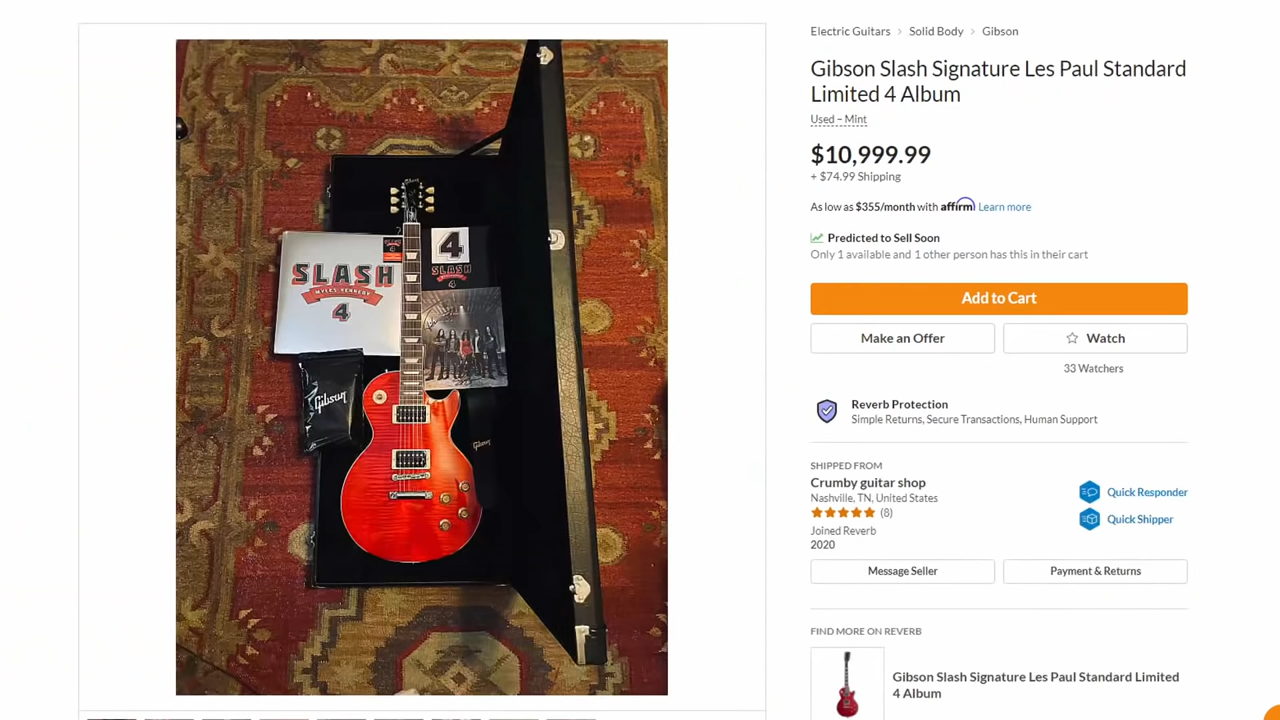 Electric Guitars > Solid Body > Gibson
Gibson Slash Signature Les Paul Standard
Limited 4 Album
Used – Mint
$10,999.99
+ $74.99 Shipping
As low as $355/month with affirm Learn more
Predicted to Sell Soon
Only 1 available and 1 other person has this in their cart
Add to Cart
Make an Offer
Watch
33 Watchers
Reverb Protection
Simple Returns, Secure Transactions, Human Support
SHIPPED FROM
Crumby guitar shop
Nashville, TN, United States
(8)
Quick Responder
Quick Shipper
Joined Reverb
2020
Message Seller
Payment & Returns
FIND MORE ON REVERB
Gibson Slash Signature Les Paul Standard Limited
4 Album
Gibson
4
SLASH
4
SLASH
MYLES KENNEDY
4
Gibson
Gibson